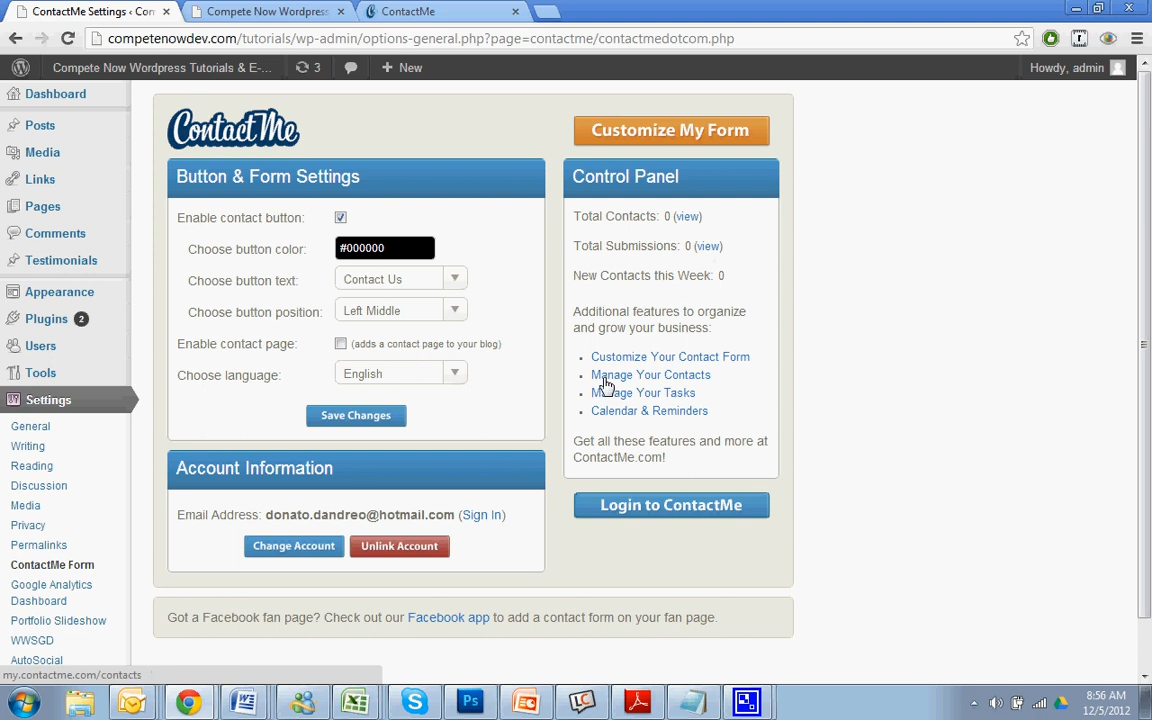 ContactMe Settings ‹ Con
Compete Now Wordpress
ContactMe
competenowdev.com/tutorials/wp-admin/options-general.php?page=contactme/contactmedotcom.php
Compete Now Wordpress Tutorials & E-...
3
New
Howdy, admin
Dashboard
Posts
Media
Links
Pages
Comments
Testimonials
Appearance
Plugins 2
Users
Tools
Settings
General
Writing
Reading
Discussion
Media
Privacy
Permalinks
ContactMe Form
Google Analytics
Dashboard
Portfolio Slideshow
WWSGD
AutoSocial
ContactMe
Customize My Form
Button & Form Settings
Enable contact button:
Choose button color: #000000
Choose button text: Contact Us
Choose button position: Left Middle
Enable contact page: (adds a contact page to your blog)
Choose language: English
Save Changes
Account Information
Email Address: donato.dandreo@hotmail.com (Sign In)
Change Account Unlink Account
Control Panel
Total Contacts: 0 (view)
Total Submissions: 0 (view)
New Contacts this Week: 0
Additional features to organize
and grow your business:
Customize Your Contact Form
Manage Your Contacts
Manage Your Tasks
Calendar & Reminders
Get all these features and more at
ContactMe.com!
Login to ContactMe
Got a Facebook fan page? Check out our Facebook app to add a contact form on your fan page.
my.contactme.com/contacts
8:56 AM
12/5/2012